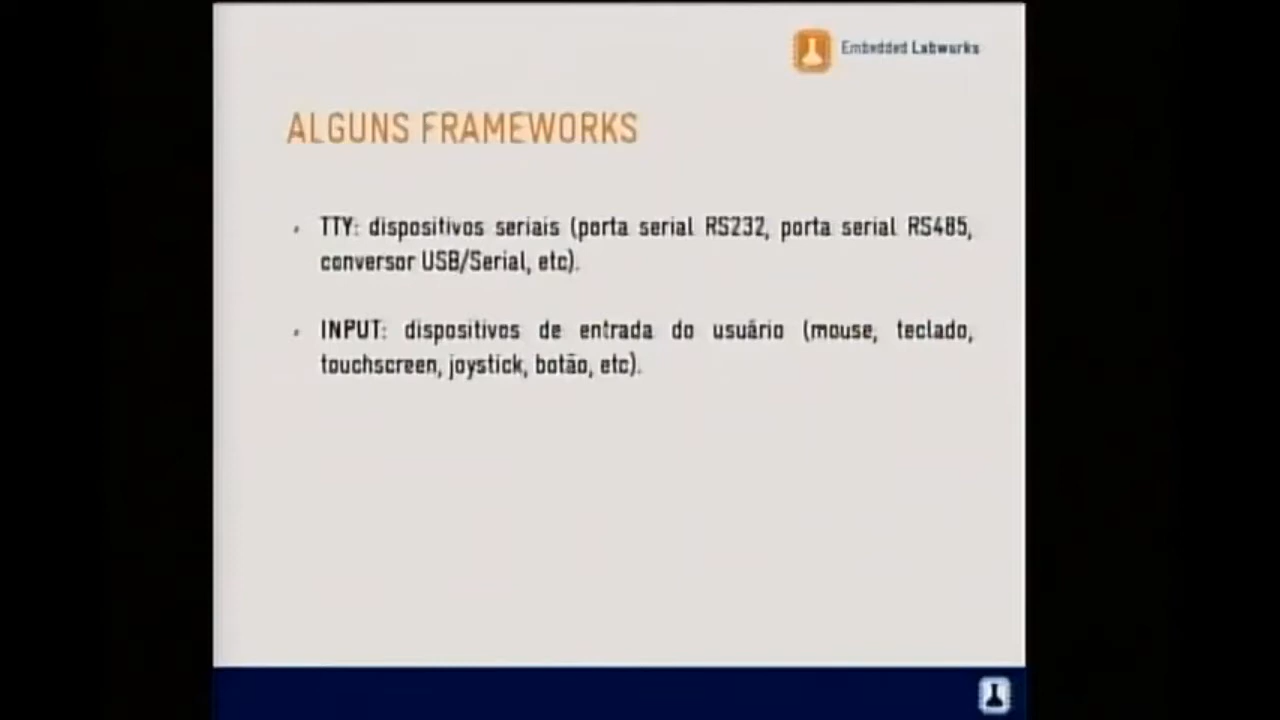 Embedded Labworks
ALGUNS FRAMEWORKS
TTY: dispositivos seriais (porta serial RS232, porta serial RS485,
conversor USB/Serial, etc).
INPUT: dispositivos de entrada do usuário (mouse, teclado,
touchscreen, joystick, botão, etc).